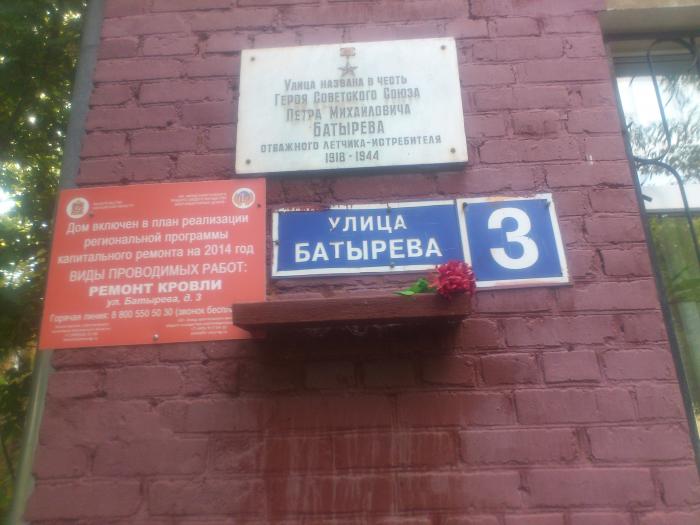 Улица названа в честь
Героя Советского Союза
Петра Михайловича
Батырева
отважного летчика-истребителя
1918 - 1944
Дом включен в план реализации
региональной программы
капитального ремонта на 2014 год
ВИДЫ ПРОВОДИМЫХ РАБОТ:
РЕМОНТ КРОВЛИ
ул. Батырева, д. 3
Горячая линия: 8 800 550 50 30 (звонок
УЛИЦА
БАТЫРЕВА
3